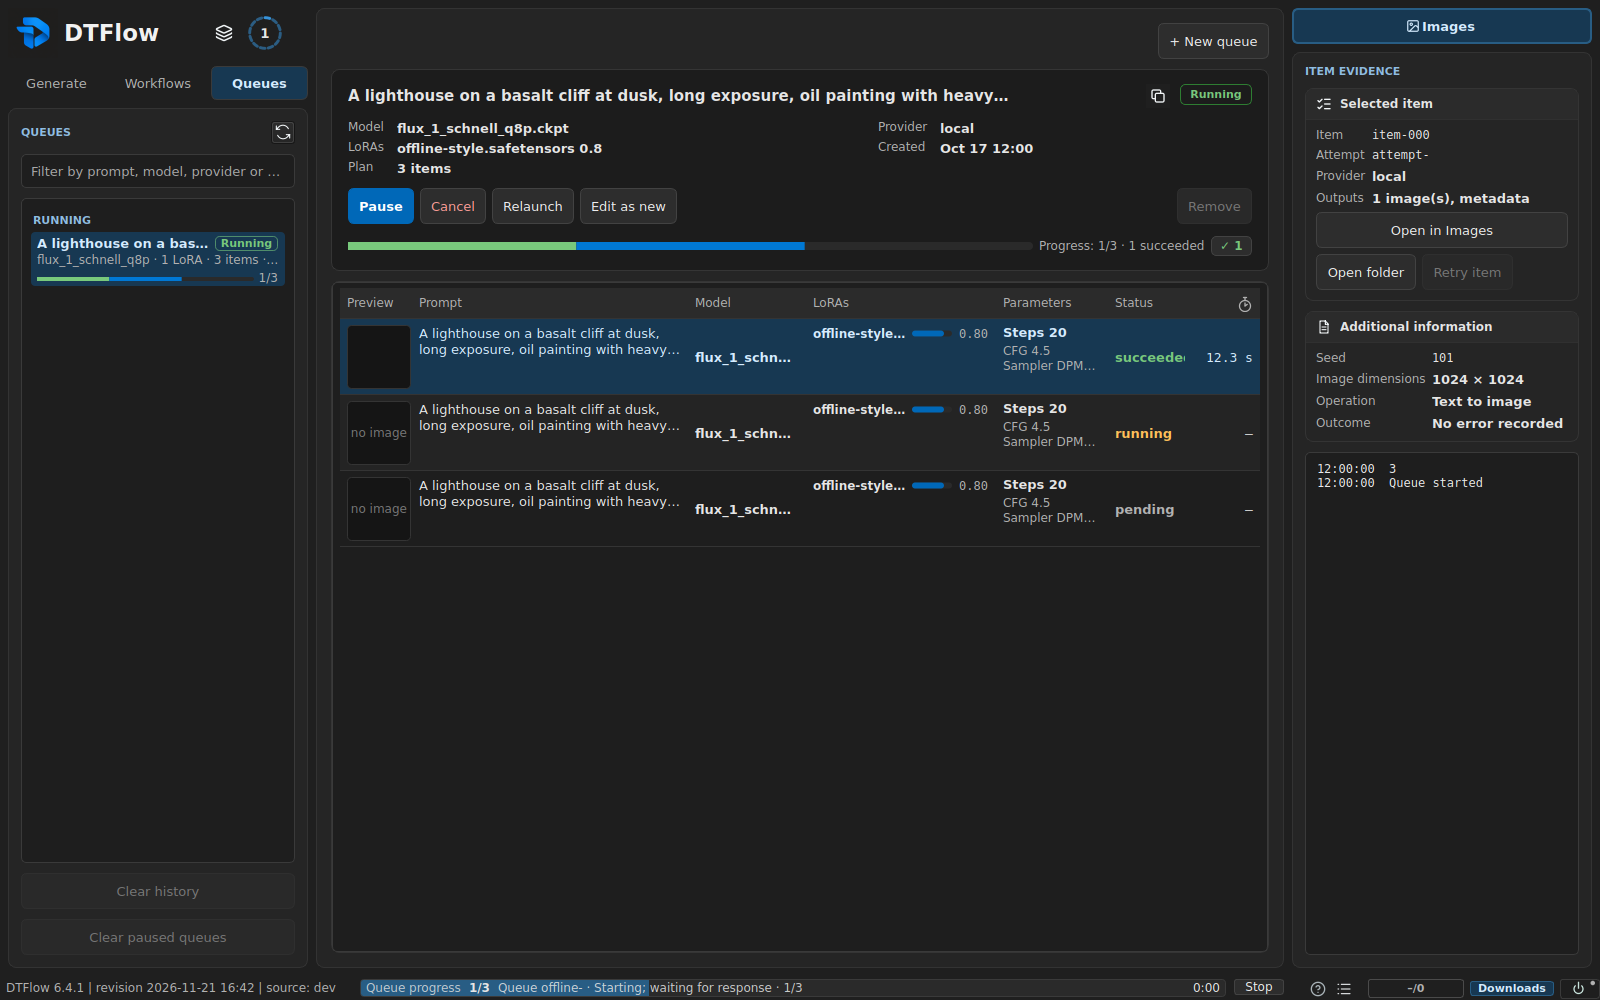 DTFlow
1
Generate
Workflows
Queues
QUEUES
Filter by prompt, model, provider or ...
RUNNING
A lighthouse on a bas... Running
flux_1_schnell_q8p · 1 LoRA · 3 items ·...
1/3
Clear history
Clear paused queues
+ New queue
A lighthouse on a basalt cliff at dusk, long exposure, oil painting with heavy...
Running
Model flux_1_schnell_q8p.ckpt
Provider local
LoRAs offline-style.safetensors 0.8
Created Oct 17 12:00
Plan 3 items
Pause
Cancel
Relaunch
Edit as new
Remove
Progress: 1/3 · 1 succeeded
✓ 1
Preview Prompt Model LoRAs Parameters Status
A lighthouse on a basalt cliff at dusk,
long exposure, oil painting with heavy...
flux_1_schn...
offline-style... 0.80
Steps 20
CFG 4.5
Sampler DPM...
succeeded
12.3 s
no image
A lighthouse on a basalt cliff at dusk,
long exposure, oil painting with heavy...
flux_1_schn...
offline-style... 0.80
Steps 20
CFG 4.5
Sampler DPM...
running
–
no image
A lighthouse on a basalt cliff at dusk,
long exposure, oil painting with heavy...
flux_1_schn...
offline-style... 0.80
Steps 20
CFG 4.5
Sampler DPM...
pending
–
Images
ITEM EVIDENCE
Selected item
Item item-000
Attempt attempt-
Provider local
Outputs 1 image(s), metadata
Open in Images
Open folder
Retry item
Additional information
Seed 101
Image dimensions 1024 × 1024
Operation Text to image
Outcome No error recorded
12:00:00 3
12:00:00 Queue started
DTFlow 6.4.1 | revision 2026-11-21 16:42 | source: dev
Queue progress 1/3 Queue offline- · Starting; waiting for response · 1/3
0:00
Stop
–/0
Downloads